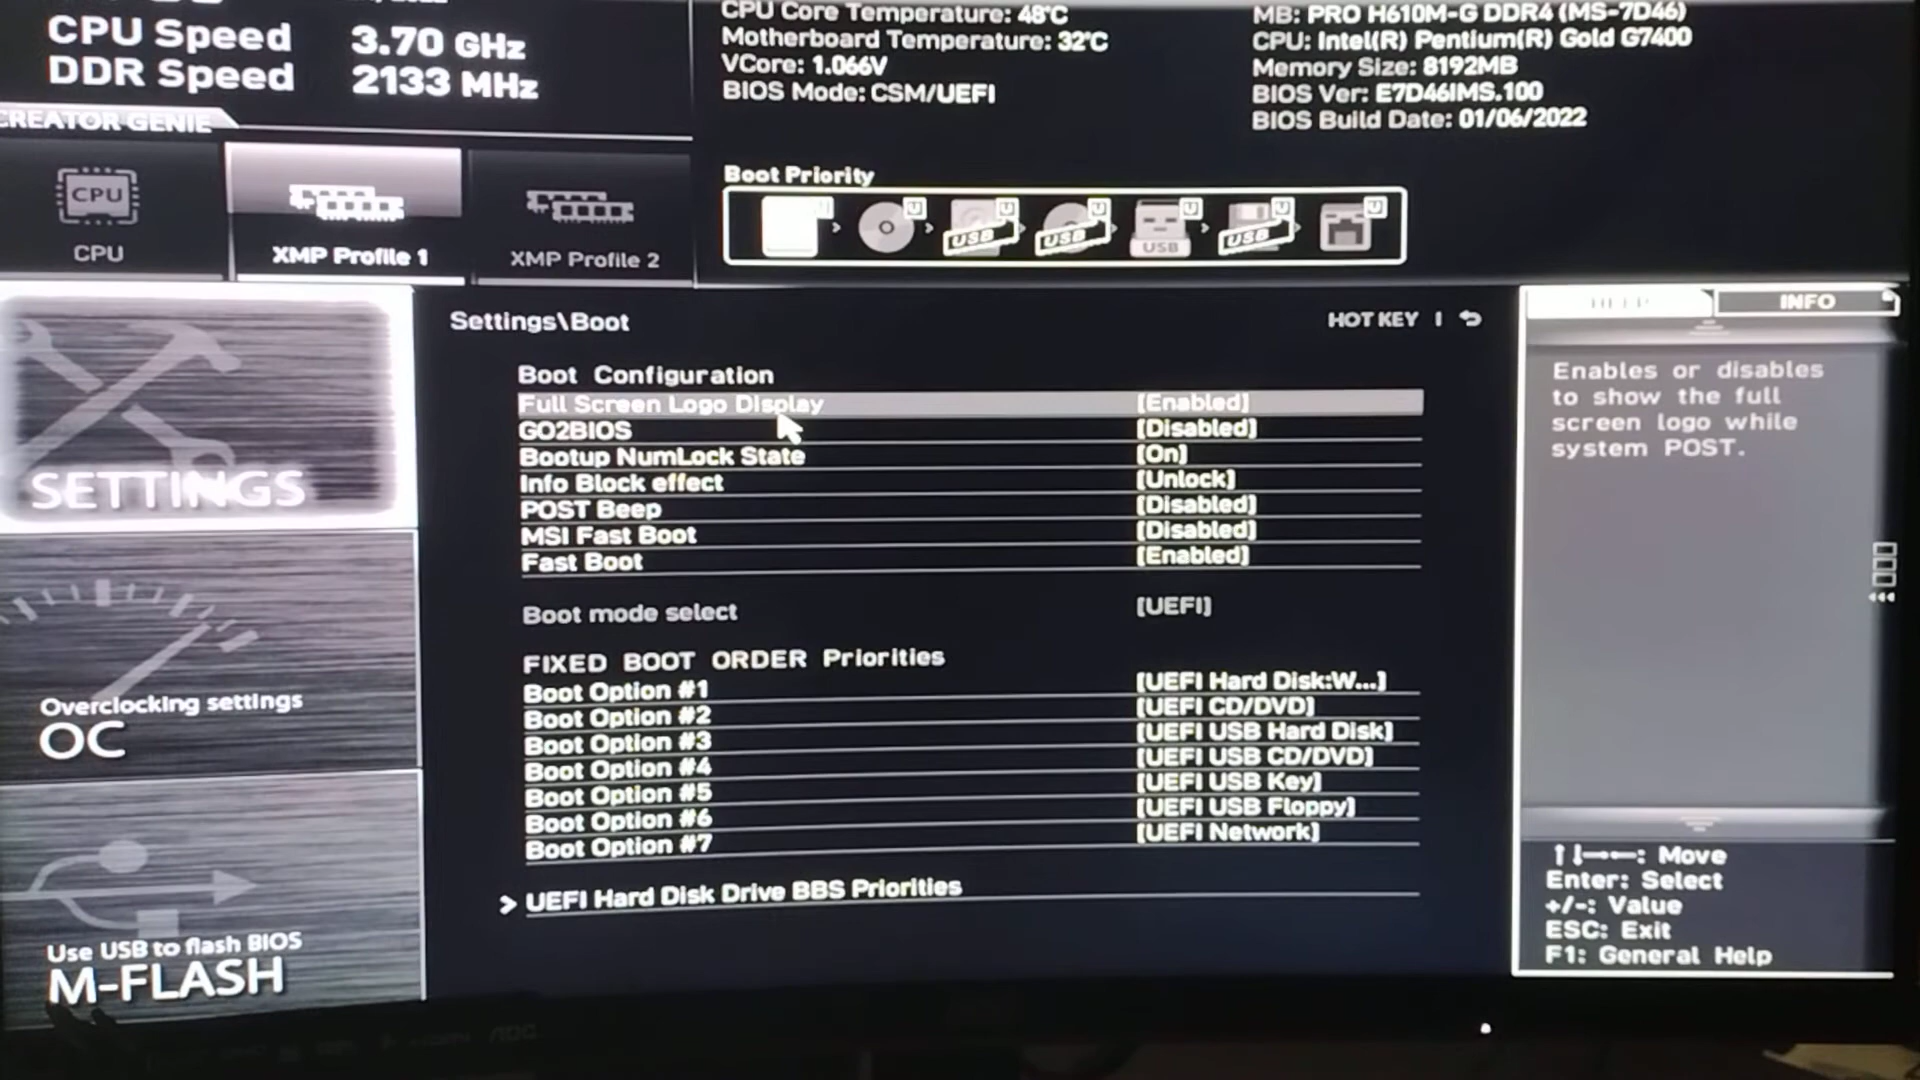 CPU Speed 3.70 GHz
DDR Speed 2133 MHz
CREATOR GENIE
CPU
CPU
XMP Profile 1
XMP Profile 2
CPU Core Temperature: 48°C
Motherboard Temperature: 32°C
VCore: 1.066V
BIOS Mode: CSM/UEFI
MB: PRO H610M-G DDR4 (MS-7D46)
CPU: Intel(R) Pentium(R) Gold G7400
Memory Size: 8192MB
BIOS Ver: E7D46IMS.100
BIOS Build Date: 01/06/2022
Boot Priority
U U U U U U
USB USB USB USB
SETTINGS
Overclocking settings
OC
Use USB to flash BIOS
M-FLASH
Settings\Boot
HOT KEY
Boot Configuration
Full Screen Logo Display [Enabled]
GO2BIOS [Disabled]
Bootup NumLock State [On]
Info Block effect [Unlock]
POST Beep [Disabled]
MSI Fast Boot [Disabled]
Fast Boot [Enabled]
Boot mode select [UEFI]
FIXED BOOT ORDER Priorities
Boot Option #1 [UEFI Hard Disk:W...]
Boot Option #2 [UEFI CD/DVD]
Boot Option #3 [UEFI USB Hard Disk]
Boot Option #4 [UEFI USB CD/DVD]
Boot Option #5 [UEFI USB Key]
Boot Option #6 [UEFI USB Floppy]
Boot Option #7 [UEFI Network]
> UEFI Hard Disk Drive BBS Priorities
HELP
INFO
Enables or disables
to show the full
screen logo while
system POST.
↑↓→←: Move
Enter: Select
+/-: Value
ESC: Exit
F1: General Help
AOC